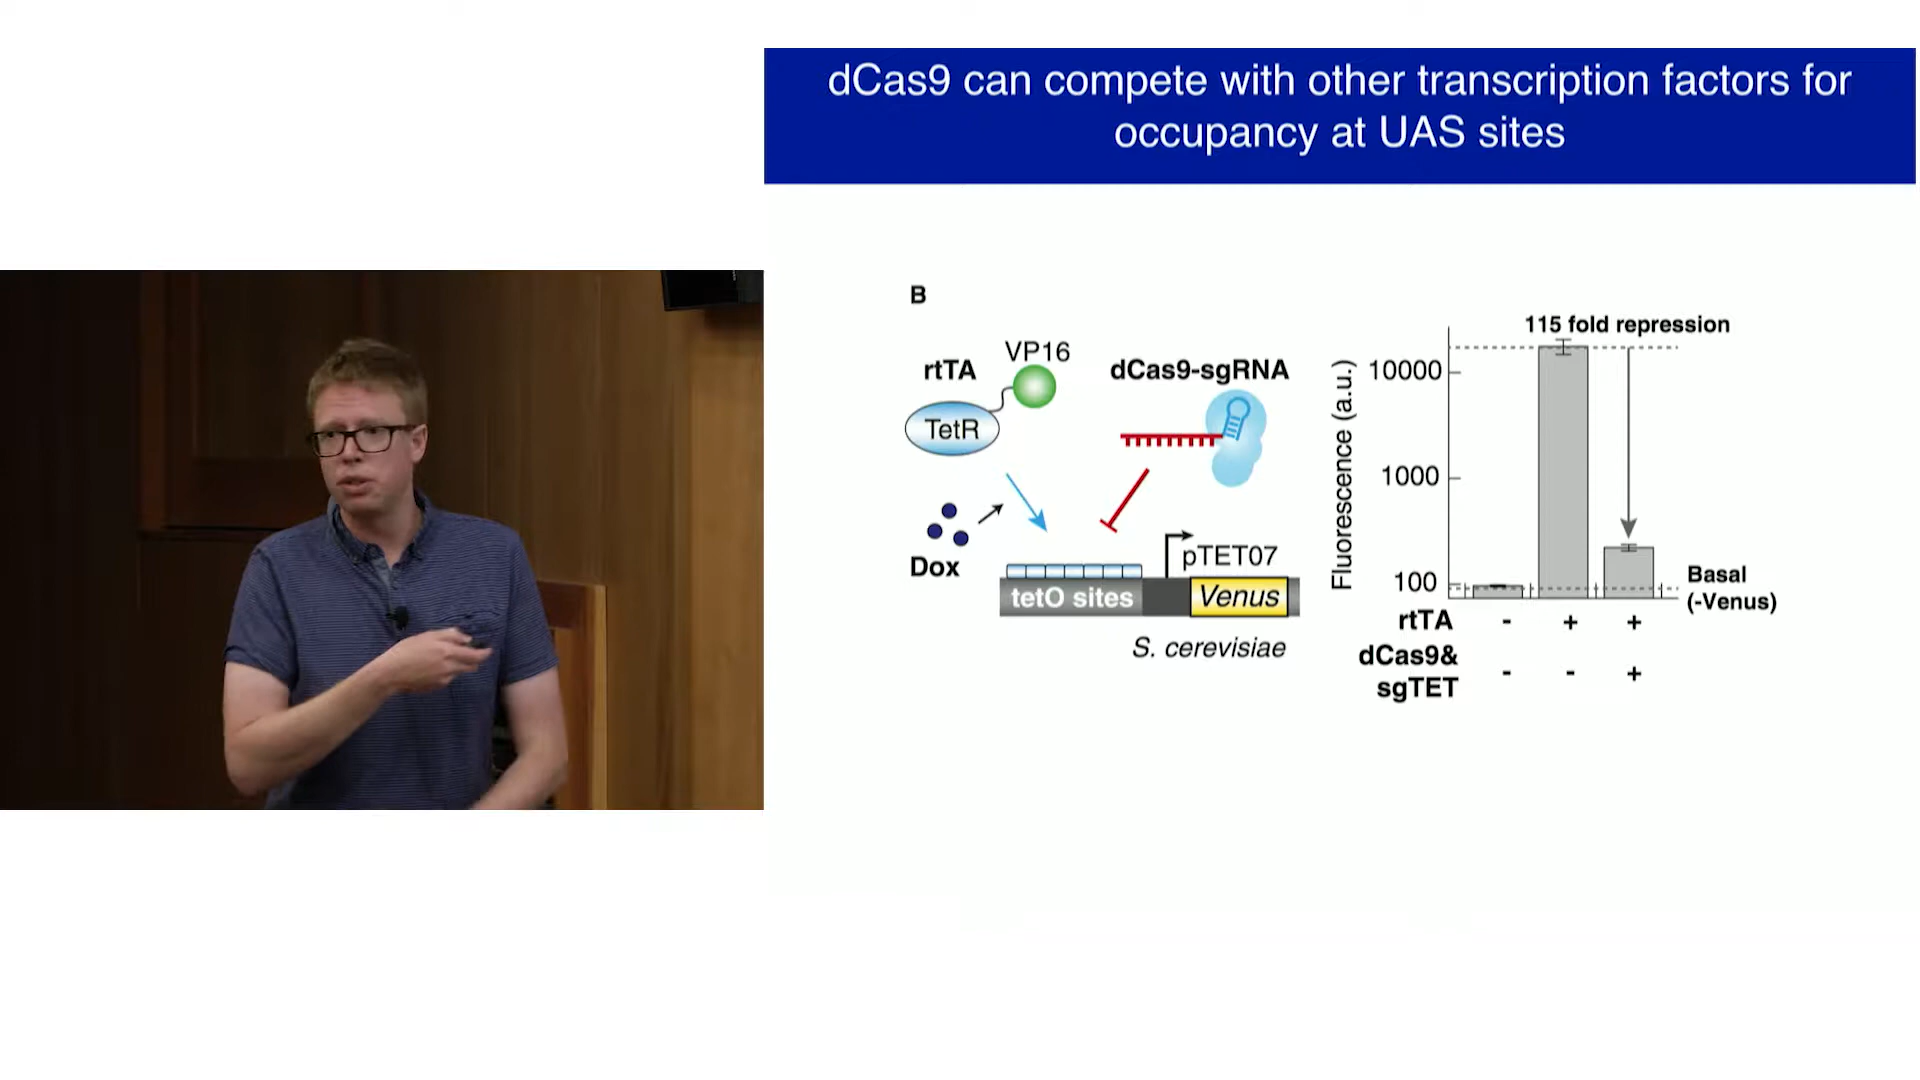 dCas9 can compete with other transcription factors for
occupancy at UAS sites
B
VP16
rtTA
TetR
dCas9-sgRNA
Dox
pTET07
tetO sites
Venus
S. cerevisiae
115 fold repression
Fluorescence (a.u.)
10000
1000
100
Basal
(-Venus)
rtTA - + +
dCas9&
sgTET - - +